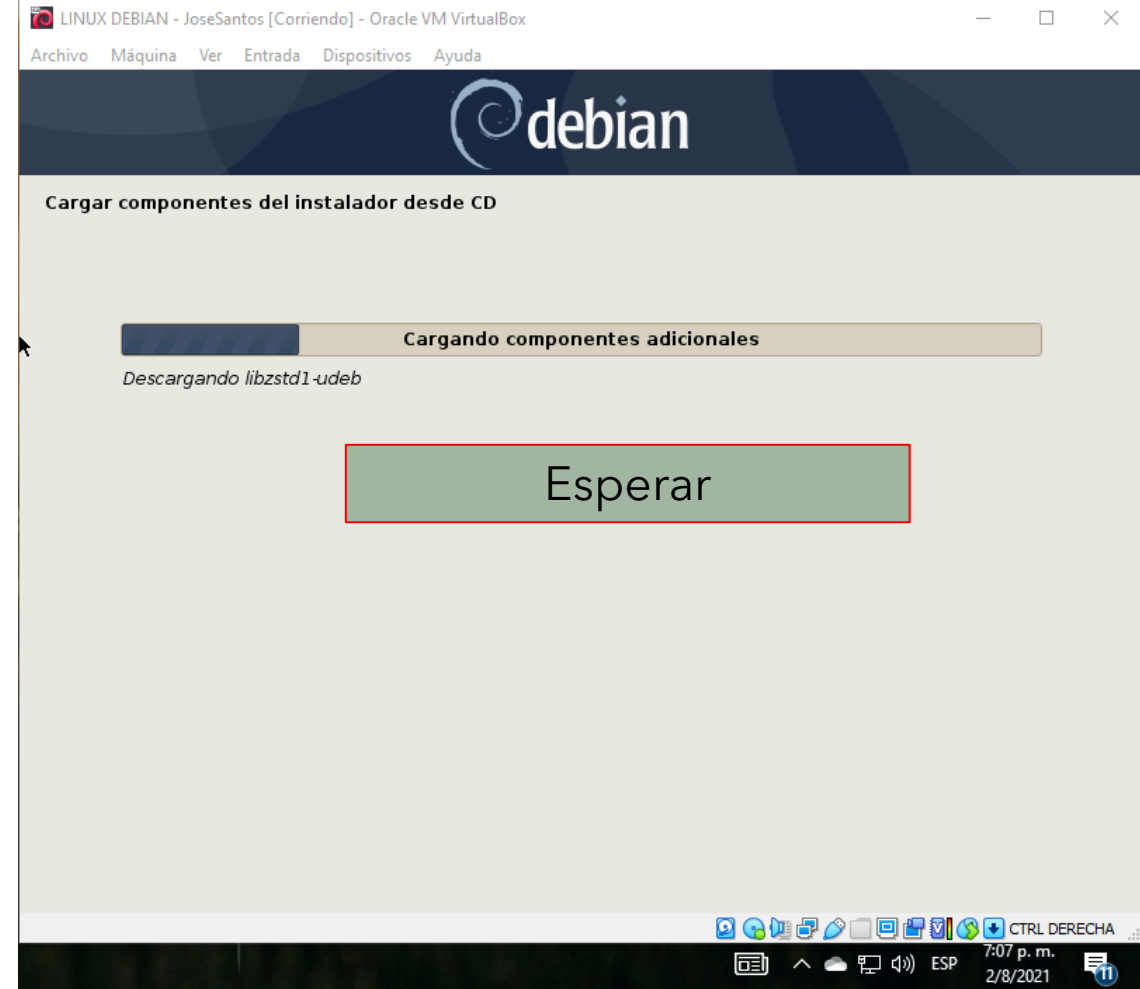 LINUX DEBIAN - JoseSantos [Corriendo] - Oracle VM VirtualBox
Archivo Máquina Ver Entrada Dispositivos Ayuda
debian
Cargar componentes del instalador desde CD
Cargando componentes adicionales
Descargando libzstd1-udeb
Esperar
CTRL DERECHA
ESP
7:07 p. m.
2/8/2021
11